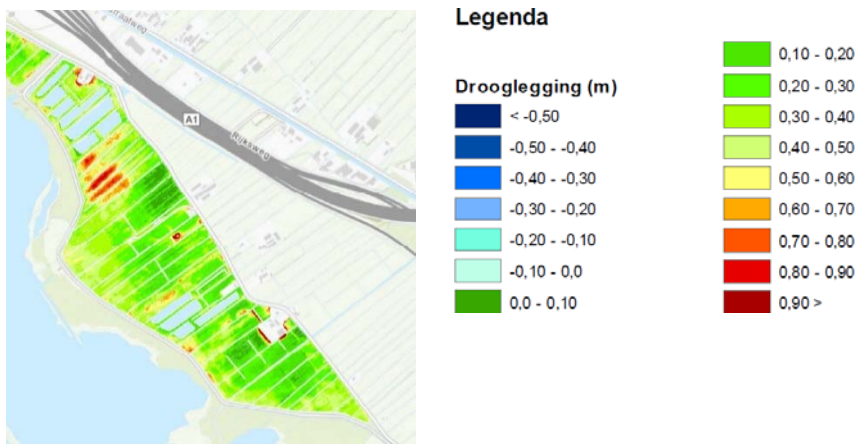 straatweg
A1
Rijksweg
Legenda
Drooglegging (m)
< -0,50
-0,50 - -0,40
-0,40 - -0,30
-0,30 - -0,20
-0,20 - -0,10
-0,10 - 0,0
0,0 - 0,10
0,10 - 0,20
0,20 - 0,30
0,30 - 0,40
0,40 - 0,50
0,50 - 0,60
0,60 - 0,70
0,70 - 0,80
0,80 - 0,90
0,90 >